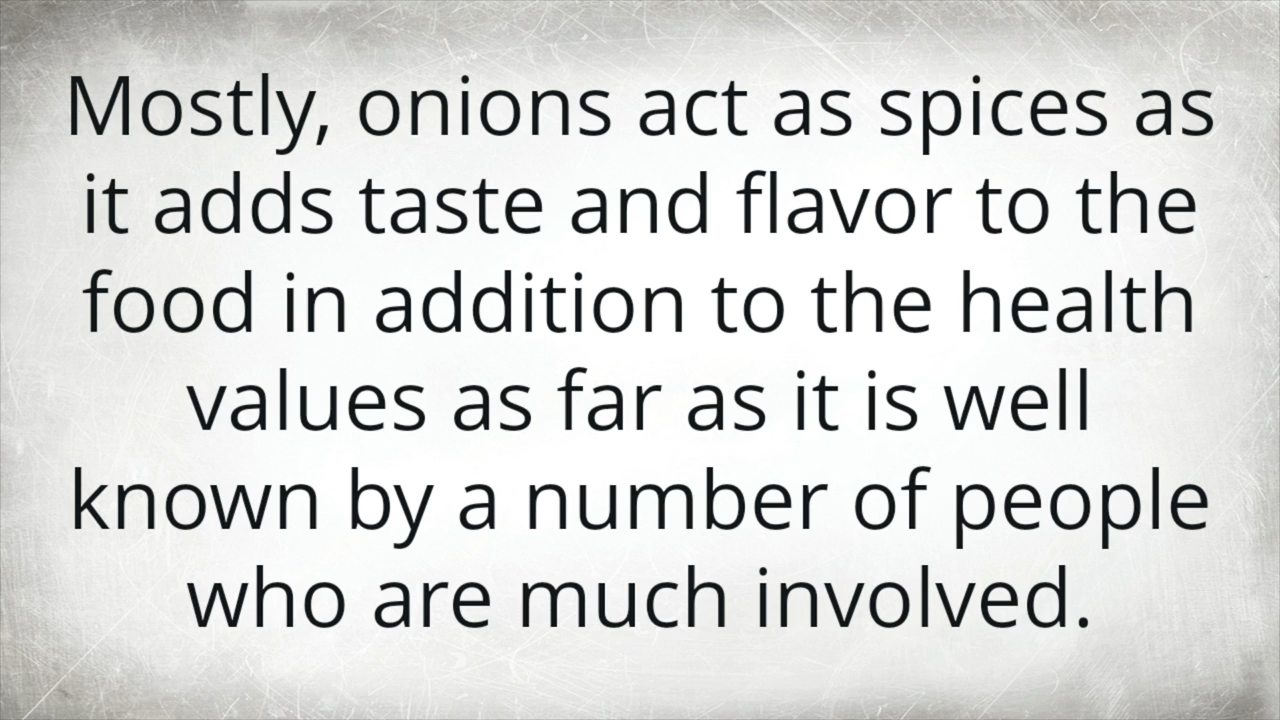 Mostly, onions act as spices as
it adds taste and flavor to the
food in addition to the health
values as far as it is well
known by a number of people
who are much involved.